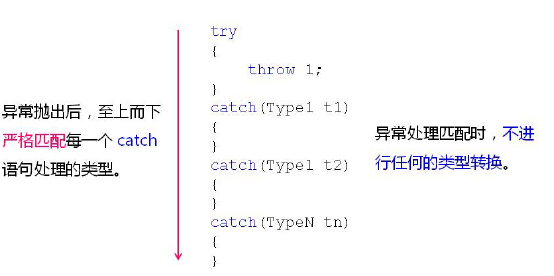 try
{
throw 1;
}
catch(Type1 t1)
{
}
catch(Typel t2)
{
}
catch(TypeN tn)
{
}
异常抛出后，至上而下
严格匹配每一个 catch
语句处理的类型。
异常处理匹配时，不进
行任何的类型转换。